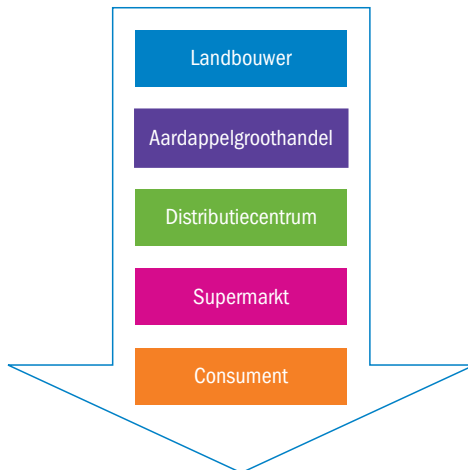 Landbouwer
Aardappelgroothandel
Distributiecentrum
Supermarkt
Consument